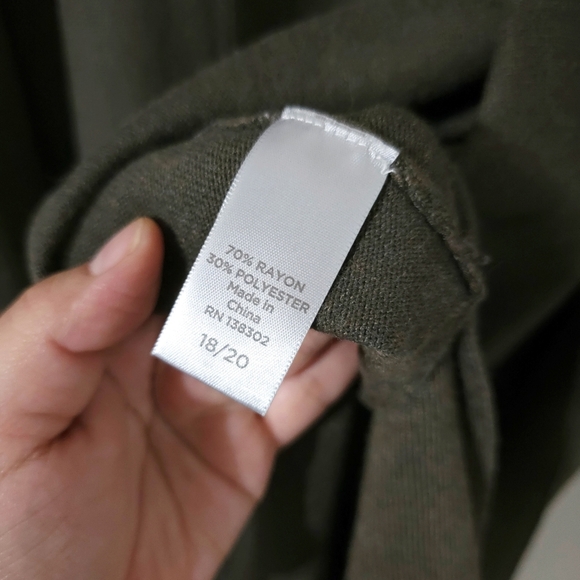 70% RAYON
30% POLYESTER
Made in
China
RN 138302
18/20